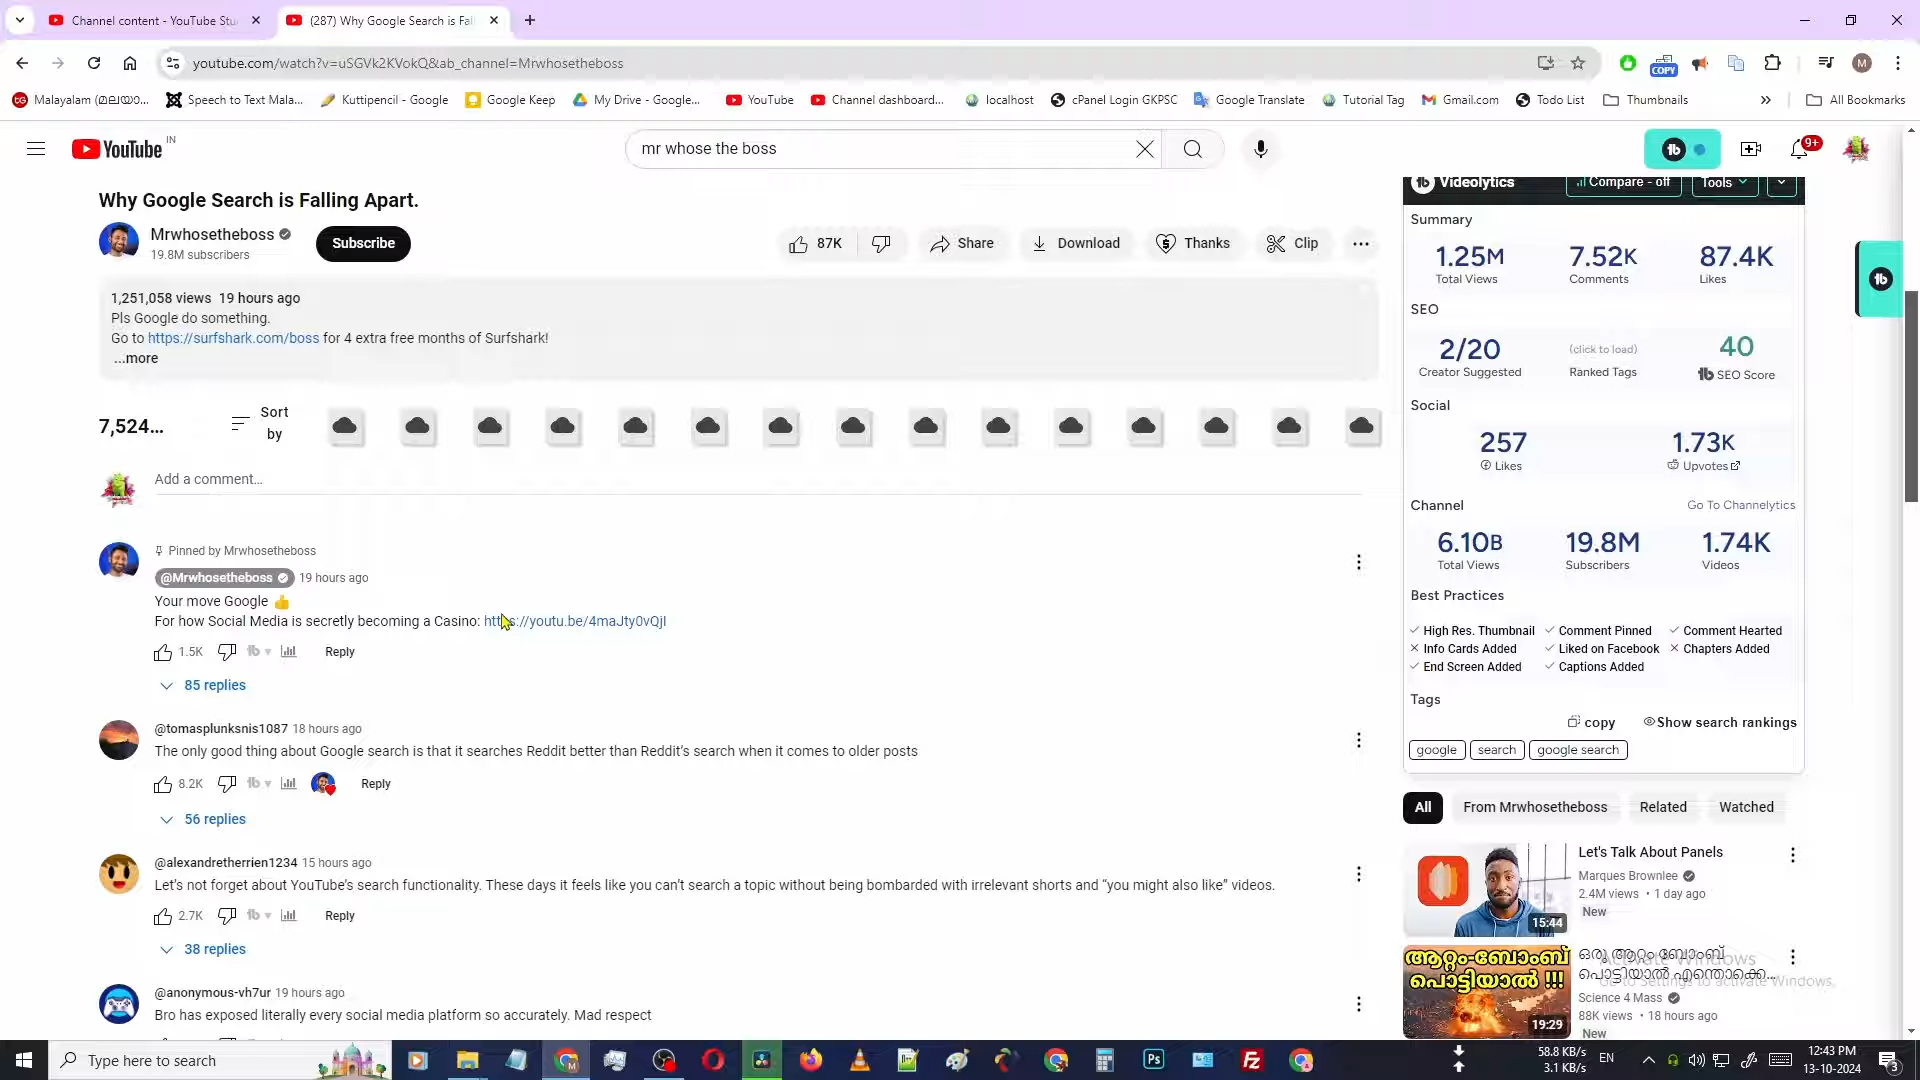 Channel content - YouTube Stu
(287) Why Google Search is Fal
youtube.com/watch?v=uSGVk2KVokQ&ab_channel=Mrwhosetheboss
COPY
M
Malayalam (മലയാ...
Speech to Text Mala...
Kuttipencil - Google
Google Keep
My Drive - Google...
YouTube
Channel dashboard...
localhost
cPanel Login GKPSC
Google Translate
Tutorial Tag
Gmail.com
Todo List
Thumbnails
All Bookmarks
YouTube IN
mr whose the boss
9+
Why Google Search is Falling Apart.
Mrwhosetheboss
19.8M subscribers
Subscribe
87K
Share
Download
Thanks
Clip
1,251,058 views 19 hours ago
Pls Google do something.
Go to https://surfshark.com/boss for 4 extra free months of Surfshark!
...more
7,524...
Sort
by
Add a comment...
Pinned by Mrwhosetheboss
@Mrwhosetheboss 19 hours ago
Your move Google 👍
For how Social Media is secretly becoming a Casino: https://youtu.be/4maJty0vQjI
1.5K
Reply
85 replies
@tomasplunksnis1087 18 hours ago
The only good thing about Google search is that it searches Reddit better than Reddit's search when it comes to older posts
8.2K
Reply
56 replies
@alexandretherrien1234 15 hours ago
Let's not forget about YouTube's search functionality. These days it feels like you can't search a topic without being bombarded with irrelevant shorts and “you might also like” videos.
2.7K
Reply
38 replies
@anonymous-vh7ur 19 hours ago
Bro has exposed literally every social media platform so accurately. Mad respect
Videolytics
Compare - off
Tools
Summary
1.25M
7.52K
87.4K
Total Views
Comments
Likes
SEO
2/20
(click to load)
40
Creator Suggested
Ranked Tags
SEO Score
Social
257
1.73K
Likes
Upvotes
Channel
Go To Channelytics
6.10B
19.8M
1.74K
Total Views
Subscribers
Videos
Best Practices
High Res. Thumbnail
Comment Pinned
Comment Hearted
Info Cards Added
Liked on Facebook
Chapters Added
End Screen Added
Captions Added
Tags
copy
Show search rankings
google
search
google search
All
From Mrwhosetheboss
Related
Watched
Let's Talk About Panels
Marques Brownlee
2.4M views • 1 day ago
New
15:44
ആറ്റം-ബോംബ്
പൊട്ടിയാൽ !!!
19:29
ഒരു ആറ്റം ബോംബ്
പൊട്ടിയാൽ എന്തൊക്കെ...
Science 4 Mass
88K views • 18 hours ago
New
Activate Windows
Go to Settings to activate Windows.
Type here to search
58.8 KB/s
3.1 KB/s
EN
12:43 PM
13-10-2024
3